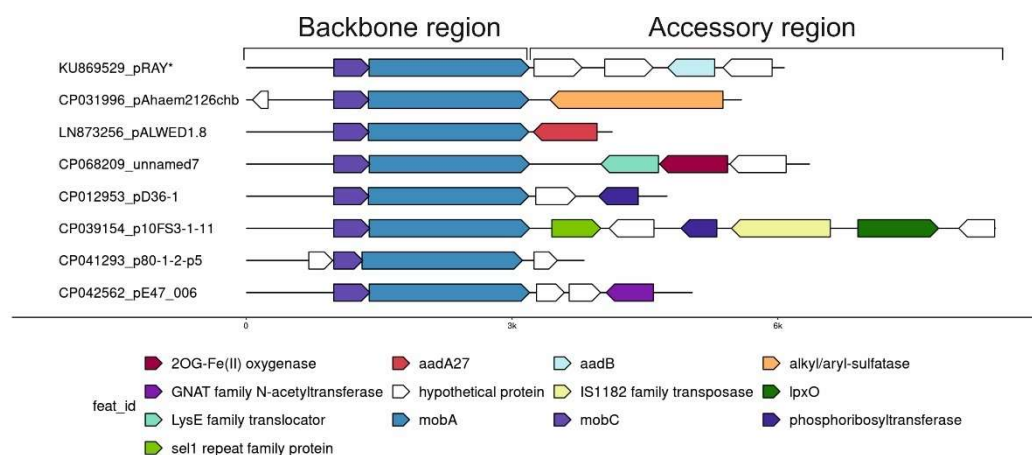 Backbone region Accessory region
KU869529_pRAY*
CP031996_pAhaem2126chb
LN873256_pALWED1.8
CP068209_unnamed7
CP012953_pD36-1
CP039154_p10FS3-1-11
CP041293_p80-1-2-p5
CP042562_pE47_006
0 3k 6k
2OG-Fe(II) oxygenase aadA27 aadB alkyl/aryl-sulfatase
GNAT family N-acetyltransferase hypothetical protein IS1182 family transposase lpxO
feat_id
LysE family translocator mobA mobC phosphoribosyltransferase
sel1 repeat family protein